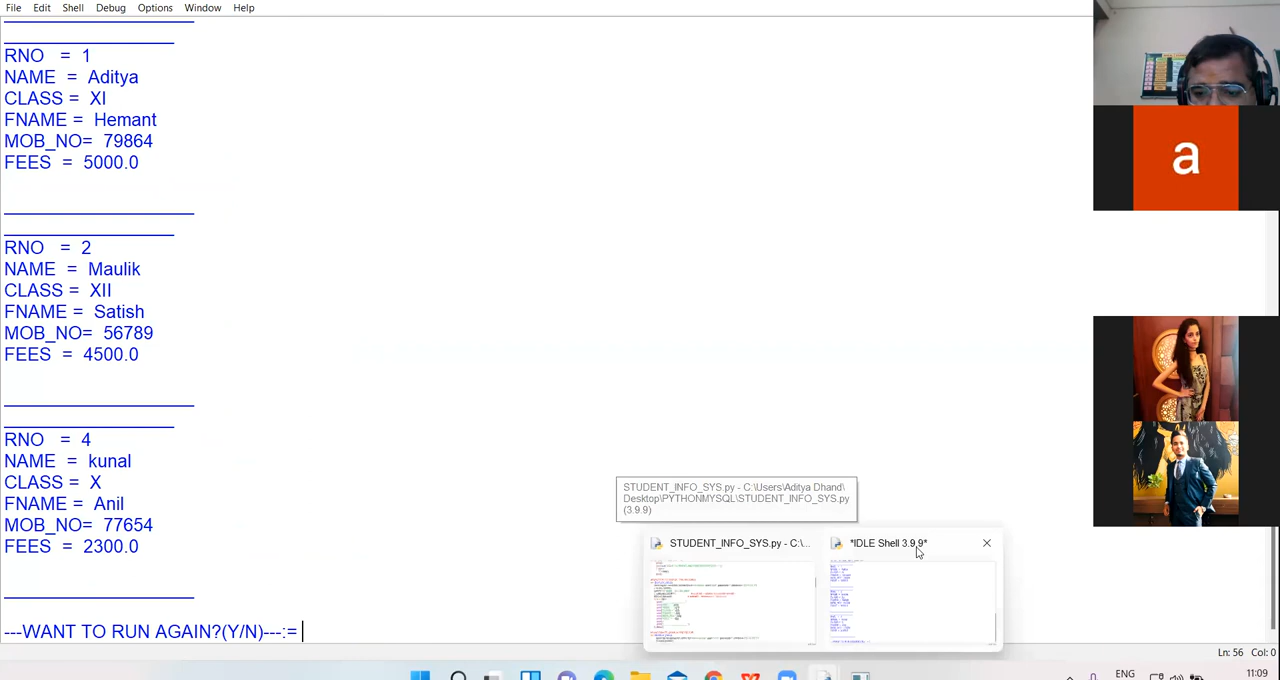 File Edit Shell Debug Options Window Help
RNO = 1
NAME = Aditya
CLASS = XI
FNAME = Hemant
MOB_NO= 79864
FEES = 5000.0
RNO = 2
NAME = Maulik
CLASS = XII
FNAME = Satish
MOB_NO= 56789
FEES = 4500.0
RNO = 4
NAME = kunal
CLASS = X
FNAME = Anil
MOB_NO= 77654
FEES = 2300.0
---WANT TO RUN AGAIN?(Y/N)---:=
a
STUDENT_INFO_SYS.py - C:\Users\Aditya Dhand\
Desktop\PYTHONMYSQL\STUDENT_INFO_SYS.py
(3.9.9)
STUDENT_INFO_SYS.py - C:\...
*IDLE Shell 3.9.9*
Ln: 56 Col: 0
ENG
11:09